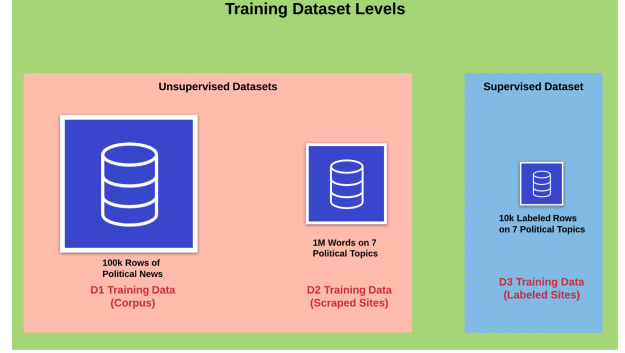 Training Dataset Levels
Unsupervised Datasets
100k Rows of
Political News
D1 Training Data
(Corpus)
1M Words on 7
Political Topics
D2 Training Data
(Scraped Sites)
Supervised Dataset
10k Labeled Rows
on 7 Political Topics
D3 Training Data
(Labeled Sites)